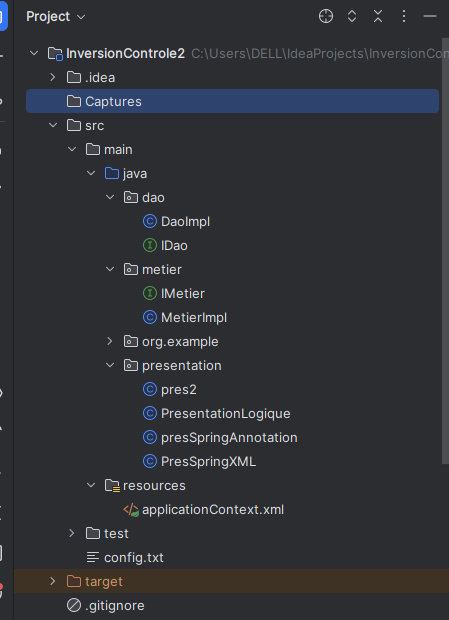 Project
InversionControle2 C:\Users\DELL\IdeaProjects\InversionCon
.idea
Captures
src
main
java
dao
DaoImpl
IDao
metier
IMetier
MetierImpl
org.example
presentation
pres2
PresentationLogique
presSpringAnnotation
PresSpringXML
resources
applicationContext.xml
test
config.txt
target
.gitignore